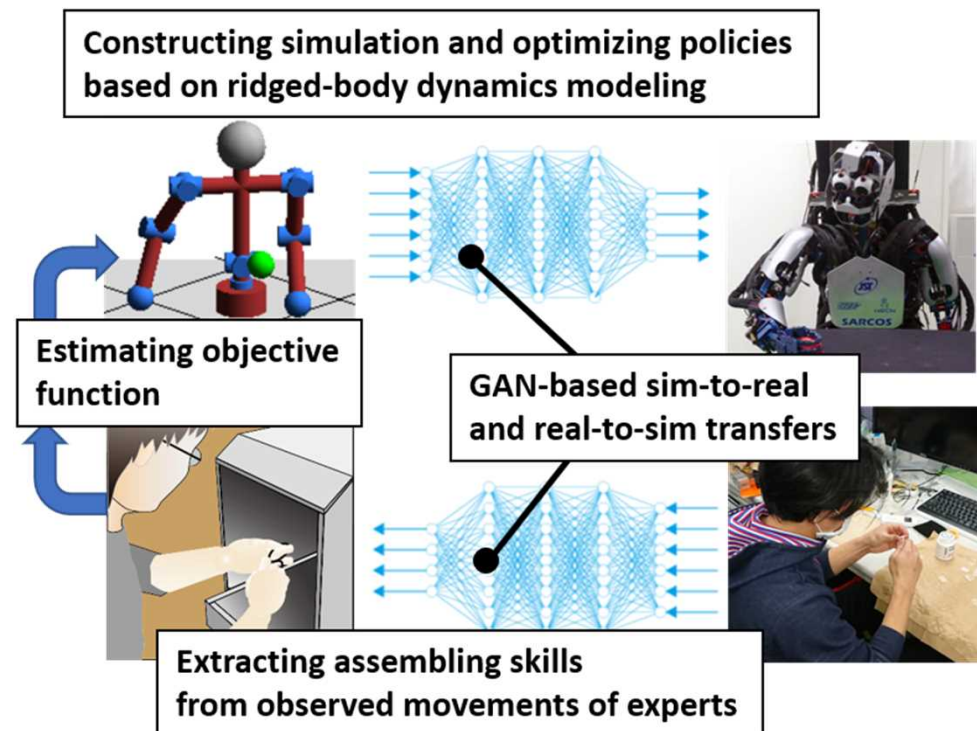 Constructing simulation and optimizing policies
based on ridged-body dynamics modeling
SARCOS
Estimating objective
function
GAN-based sim-to-real
and real-to-sim transfers
Extracting assembling skills
from observed movements of experts